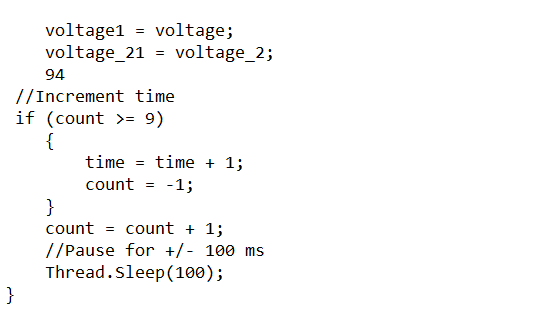 voltage1 = voltage;
voltage_21 = voltage_2;
94
//Increment time
if (count >= 9)
{
time = time + 1;
count = -1;
}
count = count + 1;
//Pause for +/- 100 ms
Thread.Sleep(100);
}